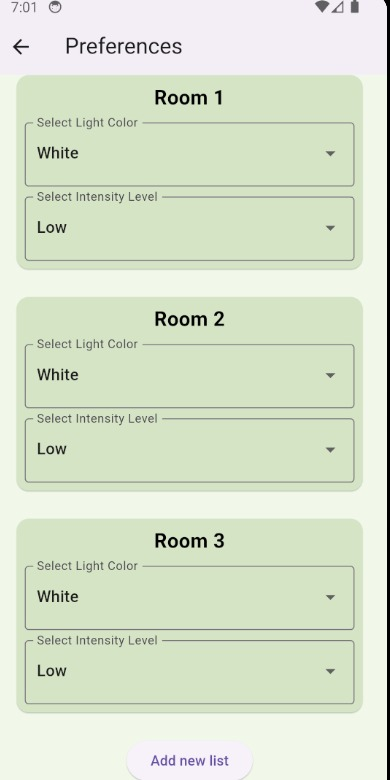 7:01
Preferences
Room 1
Select Light Color
White
Select Intensity Level
Low
Room 2
Select Light Color
White
Select Intensity Level
Low
Room 3
Select Light Color
White
Select Intensity Level
Low
Add new list